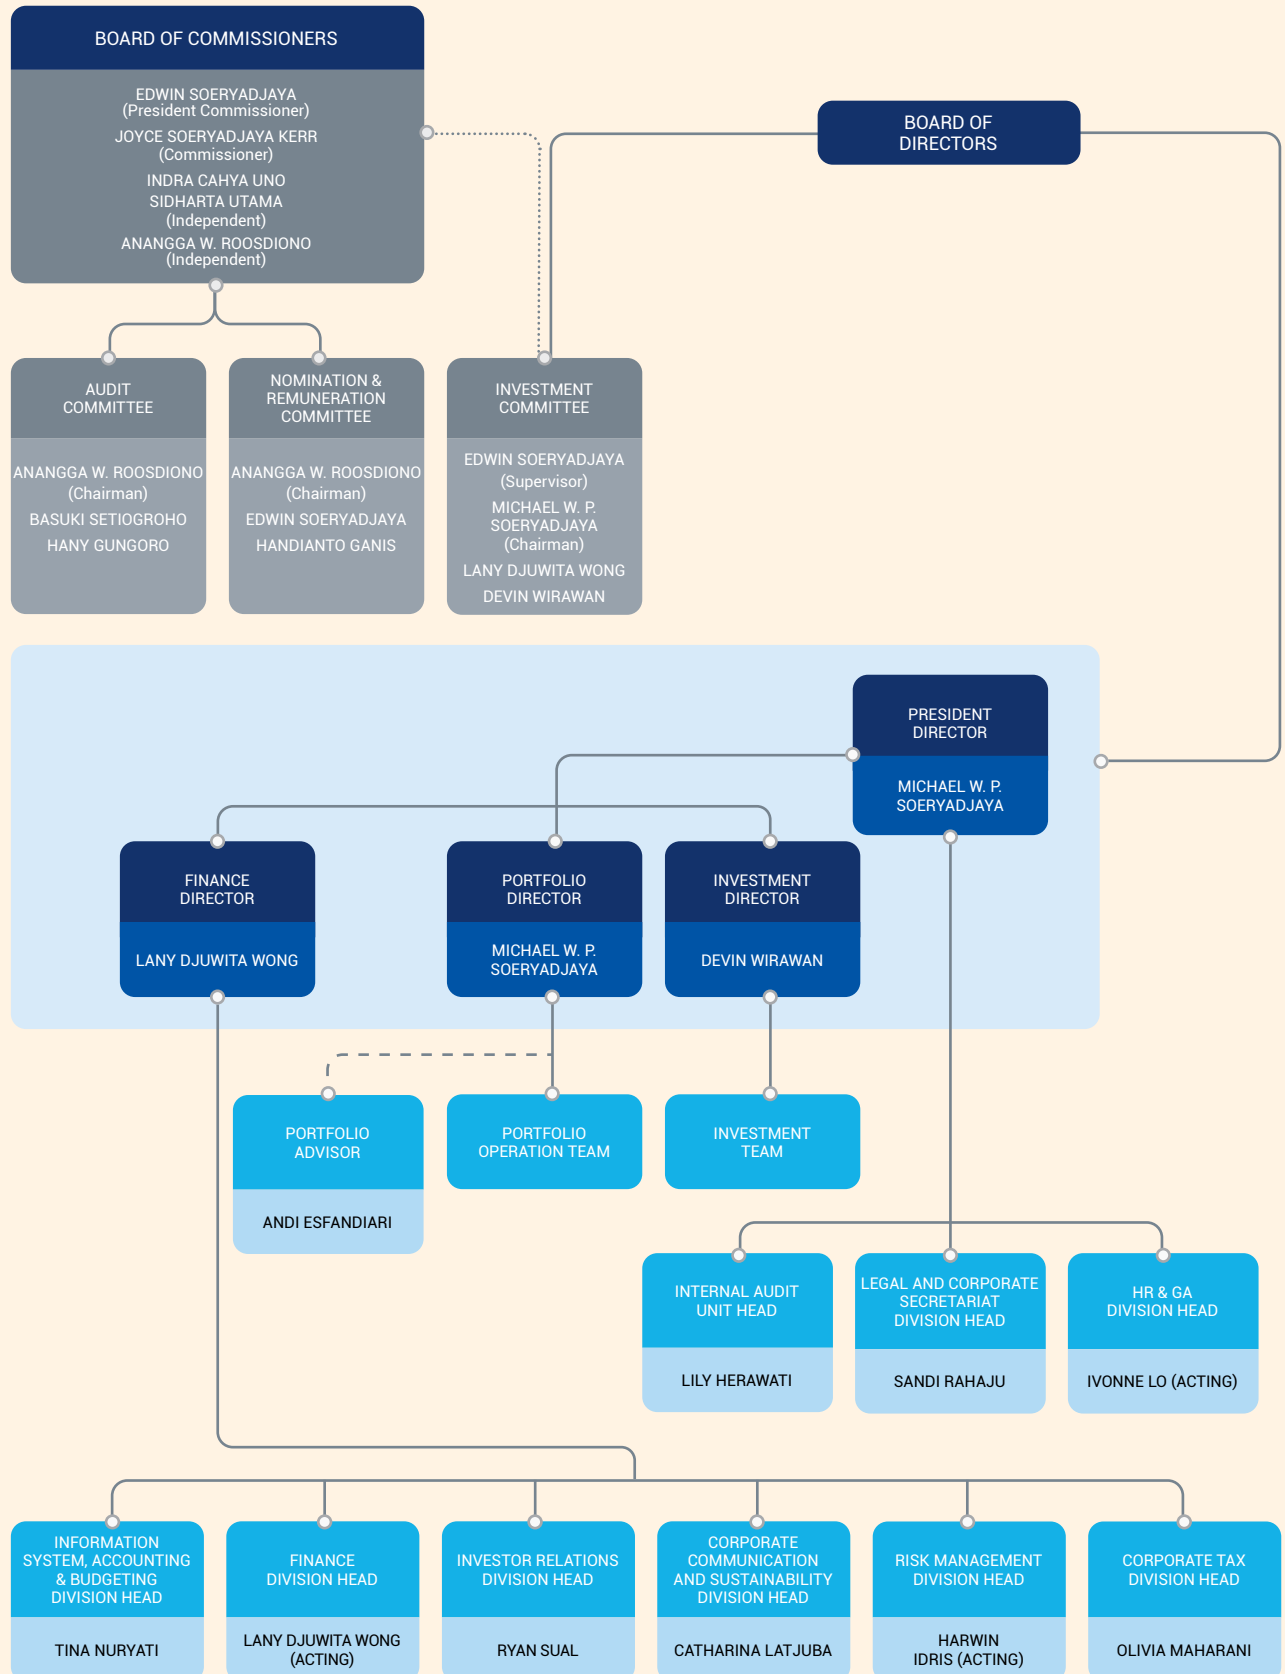 BOARD OF COMMISSIONERS
EDWIN SOERYADJAYA
(President Commissioner)
JOYCE SOERYADJAYA KERR
(Commissioner)
INDRA CAHYA UNO
SIDHARTA UTAMA
(Independent)
ANANGGA W. ROOSDIONO
(Independent)
BOARD OF
DIRECTORS
AUDIT
COMMITTEE
ANANGGA W. ROOSDIONO
(Chairman)
BASUKI SETIOGROHO
HANY GUNGORO
NOMINATION &
REMUNERATION
COMMITTEE
ANANGGA W. ROOSDIONO
(Chairman)
EDWIN SOERYADJAYA
HANDIANTO GANIS
INVESTMENT
COMMITTEE
EDWIN SOERYADJAYA
(Supervisor)
MICHAEL W. P.
SOERYADJAYA
(Chairman)
LANY DJUWITA WONG
DEVIN WIRAWAN
PRESIDENT
DIRECTOR
MICHAEL W. P.
SOERYADJAYA
FINANCE
DIRECTOR
LANY DJUWITA WONG
PORTFOLIO
DIRECTOR
MICHAEL W. P.
SOERYADJAYA
INVESTMENT
DIRECTOR
DEVIN WIRAWAN
PORTFOLIO
ADVISOR
ANDI ESFANDIARI
PORTFOLIO
OPERATION TEAM
INVESTMENT
TEAM
INTERNAL AUDIT
UNIT HEAD
LILY HERAWATI
LEGAL AND CORPORATE
SECRETARIAT
DIVISION HEAD
SANDI RAHAJU
HR & GA
DIVISION HEAD
IVONNE LO (ACTING)
INFORMATION
SYSTEM, ACCOUNTING
& BUDGETING
DIVISION HEAD
TINA NURYATI
FINANCE
DIVISION HEAD
LANY DJUWITA WONG
(ACTING)
INVESTOR RELATIONS
DIVISION HEAD
RYAN SUAL
CORPORATE
COMMUNICATION
AND SUSTAINABILITY
DIVISION HEAD
CATHARINA LATJUBA
RISK MANAGEMENT
DIVISION HEAD
HARWIN
IDRIS (ACTING)
CORPORATE TAX
DIVISION HEAD
OLIVIA MAHARANI